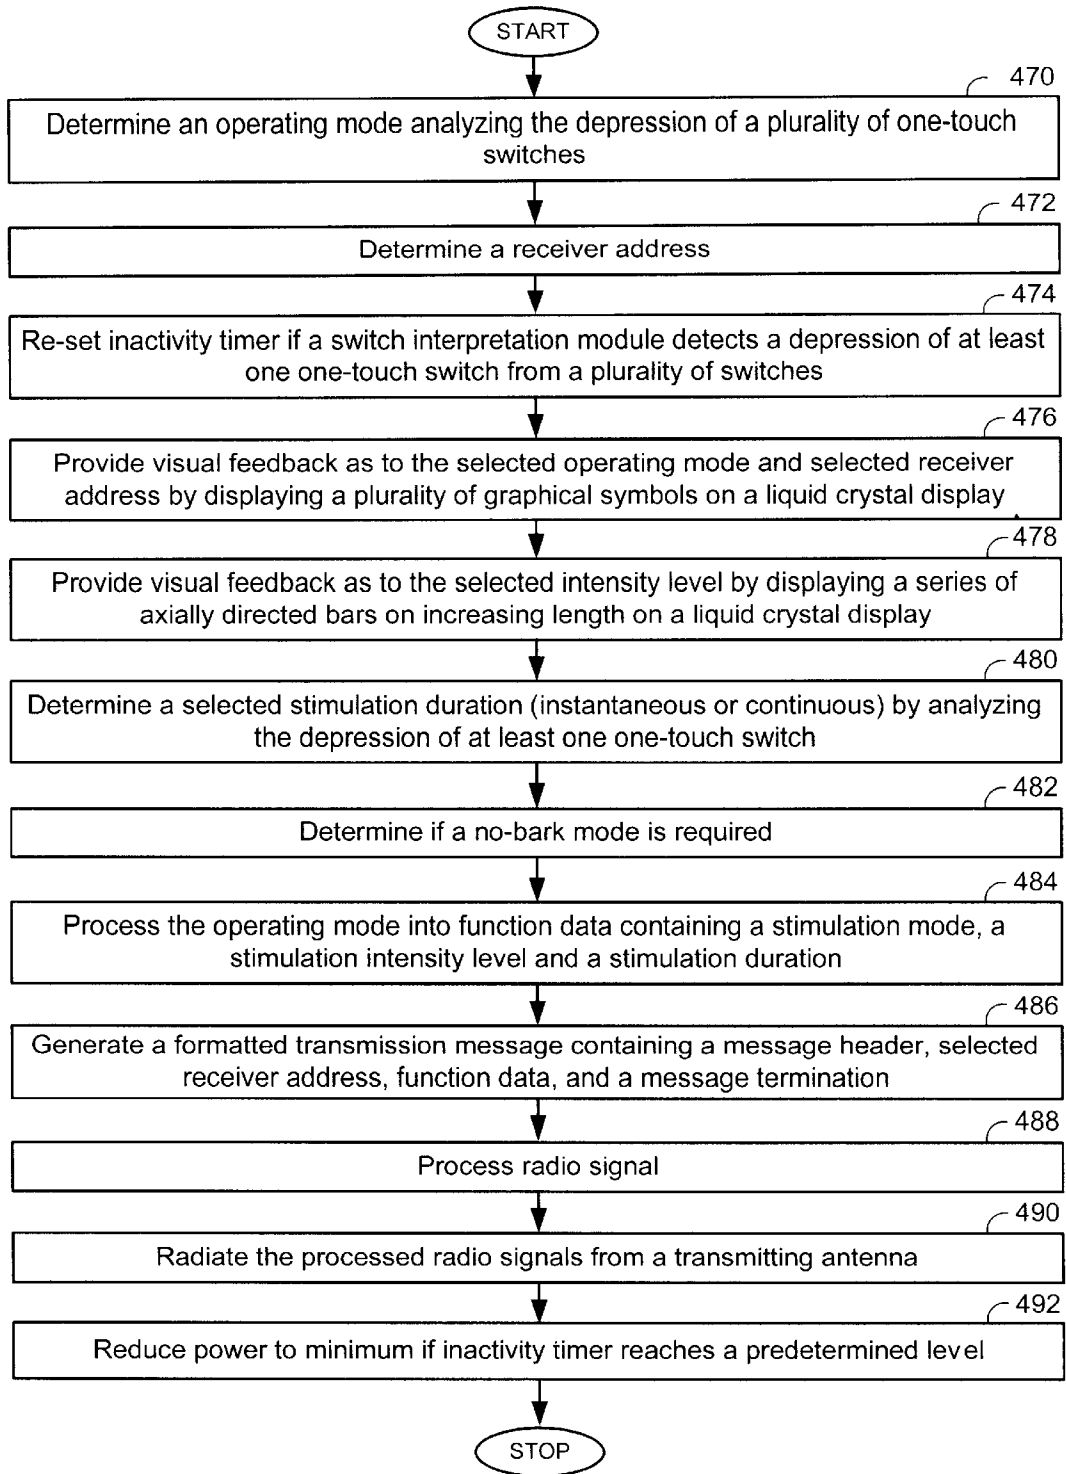 START
470
Determine an operating mode analyzing the depression of a plurality of one-touch
switches
472
Determine a receiver address
474
Re-set inactivity timer if a switch interpretation module detects a depression of at least
one one-touch switch from a plurality of switches
476
Provide visual feedback as to the selected operating mode and selected receiver
address by displaying a plurality of graphical symbols on a liquid crystal display
478
Provide visual feedback as to the selected intensity level by displaying a series of
axially directed bars on increasing length on a liquid crystal display
480
Determine a selected stimulation duration (instantaneous or continuous) by analyzing
the depression of at least one one-touch switch
482
Determine if a no-bark mode is required
484
Process the operating mode into function data containing a stimulation mode, a
stimulation intensity level and a stimulation duration
486
Generate a formatted transmission message containing a message header, selected
receiver address, function data, and a message termination
488
Process radio signal
490
Radiate the processed radio signals from a transmitting antenna
492
Reduce power to minimum if inactivity timer reaches a predetermined level
STOP